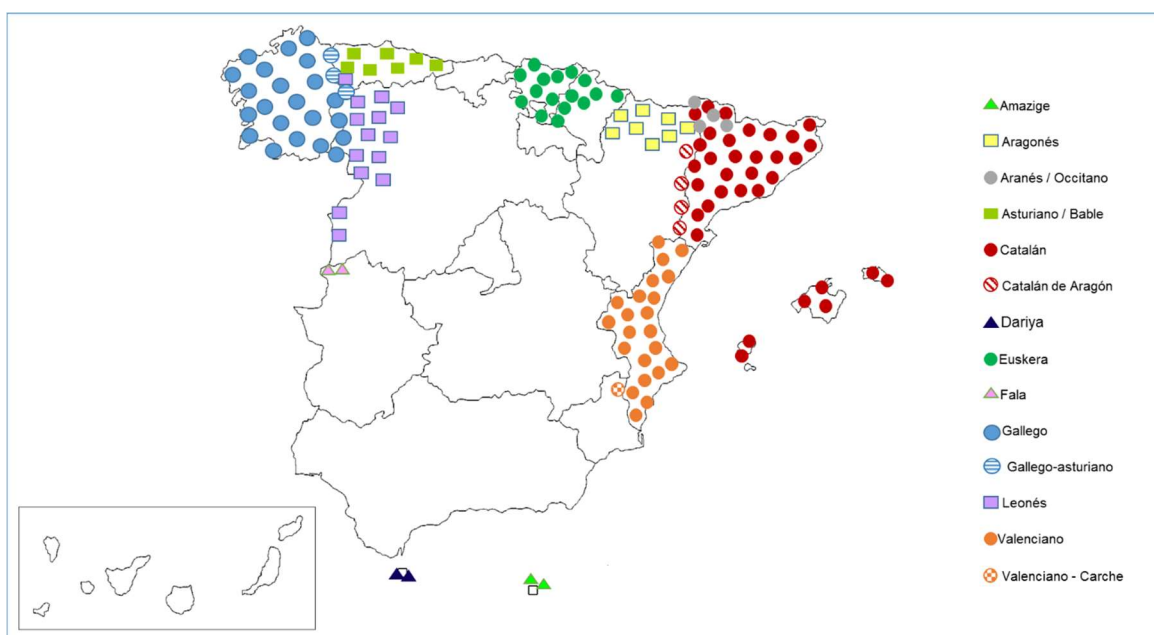 Amazige
Aragonés
Aranés / Occitano
Asturiano / Bable
Catalán
Catalán de Aragón
Dariya
Euskera
Fala
Gallego
Gallego-asturiano
Leonés
Valenciano
Valenciano - Carche